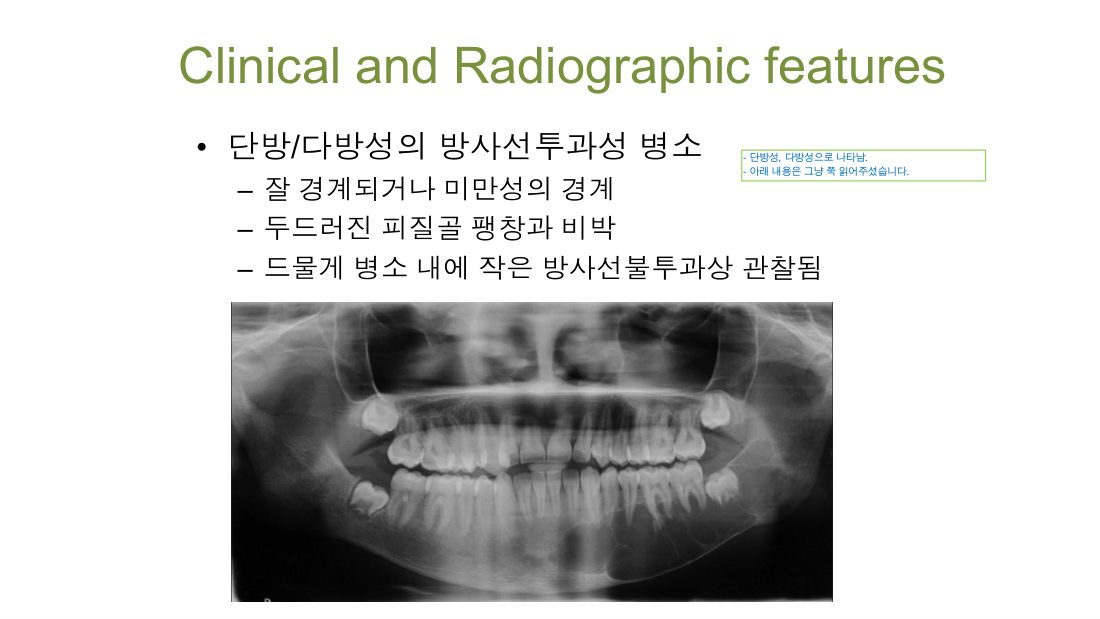 Clinical and Radiographic features
• 단방/다방성의 방사선투과성 병소
– 잘 경계되거나 미만성의 경계
– 두드러진 피질골 팽창과 비박
– 드물게 병소 내에 작은 방사선불투과상 관찰됨
- 단방성, 다방성으로 나타남.
- 아래 내용은 그냥 쭉 읽어주셨습니다.